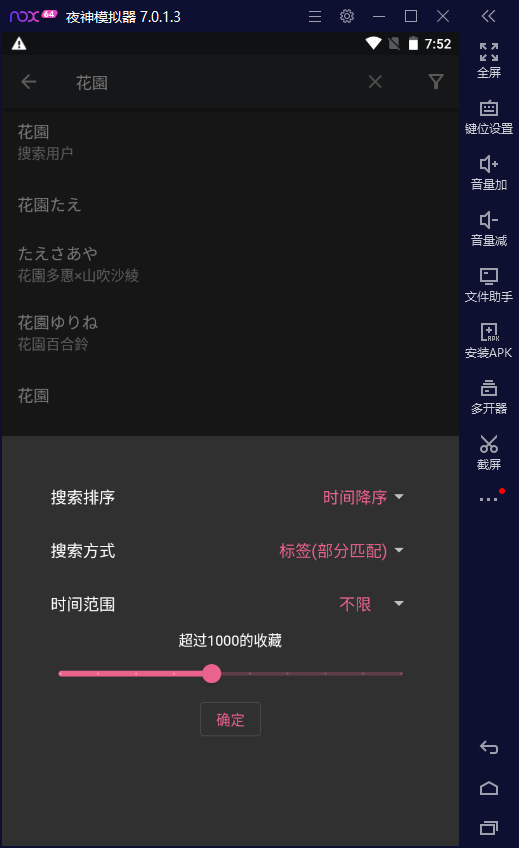 nox 64 夜神模拟器 7.0.1.3
7:52
花園
花園
搜索用户
花園たえ
たえさあや
花園多惠×山吹沙綾
花園ゆりね
花園百合鈴
花園
搜索排序 时间降序
搜索方式 标签(部分匹配)
时间范围 不限
超过1000的收藏
确定
全屏
键位设置
音量加
音量减
文件助手
APK
安装APK
多开器
截屏